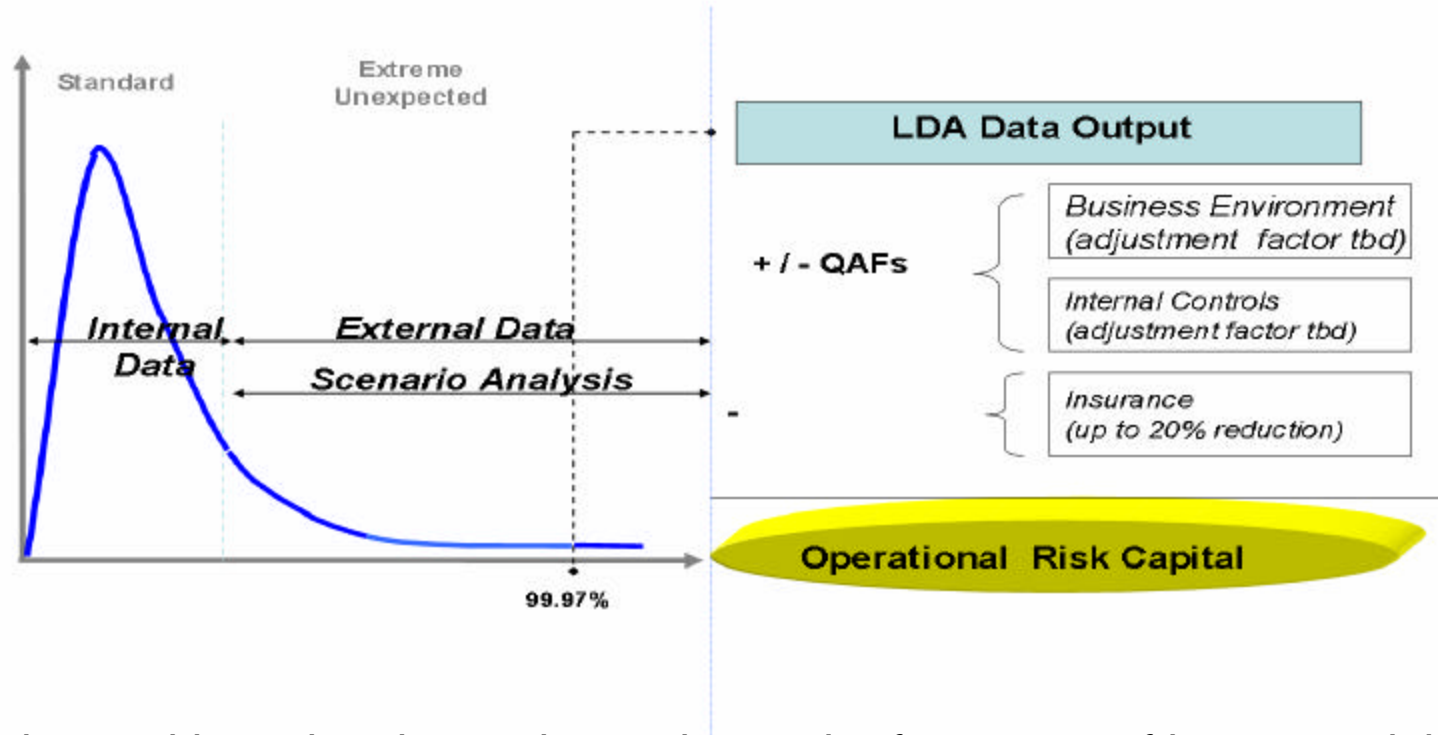 Standard
Extreme
Unexpected
LDA Data Output
Business Environment
(adjustment factor tbd)
+ / - QAFs
Internal Controls
(adjustment factor tbd)
Internal
Data
External Data
Scenario Analysis
-
Insurance
(up to 20% reduction)
Operational Risk Capital
99.97%